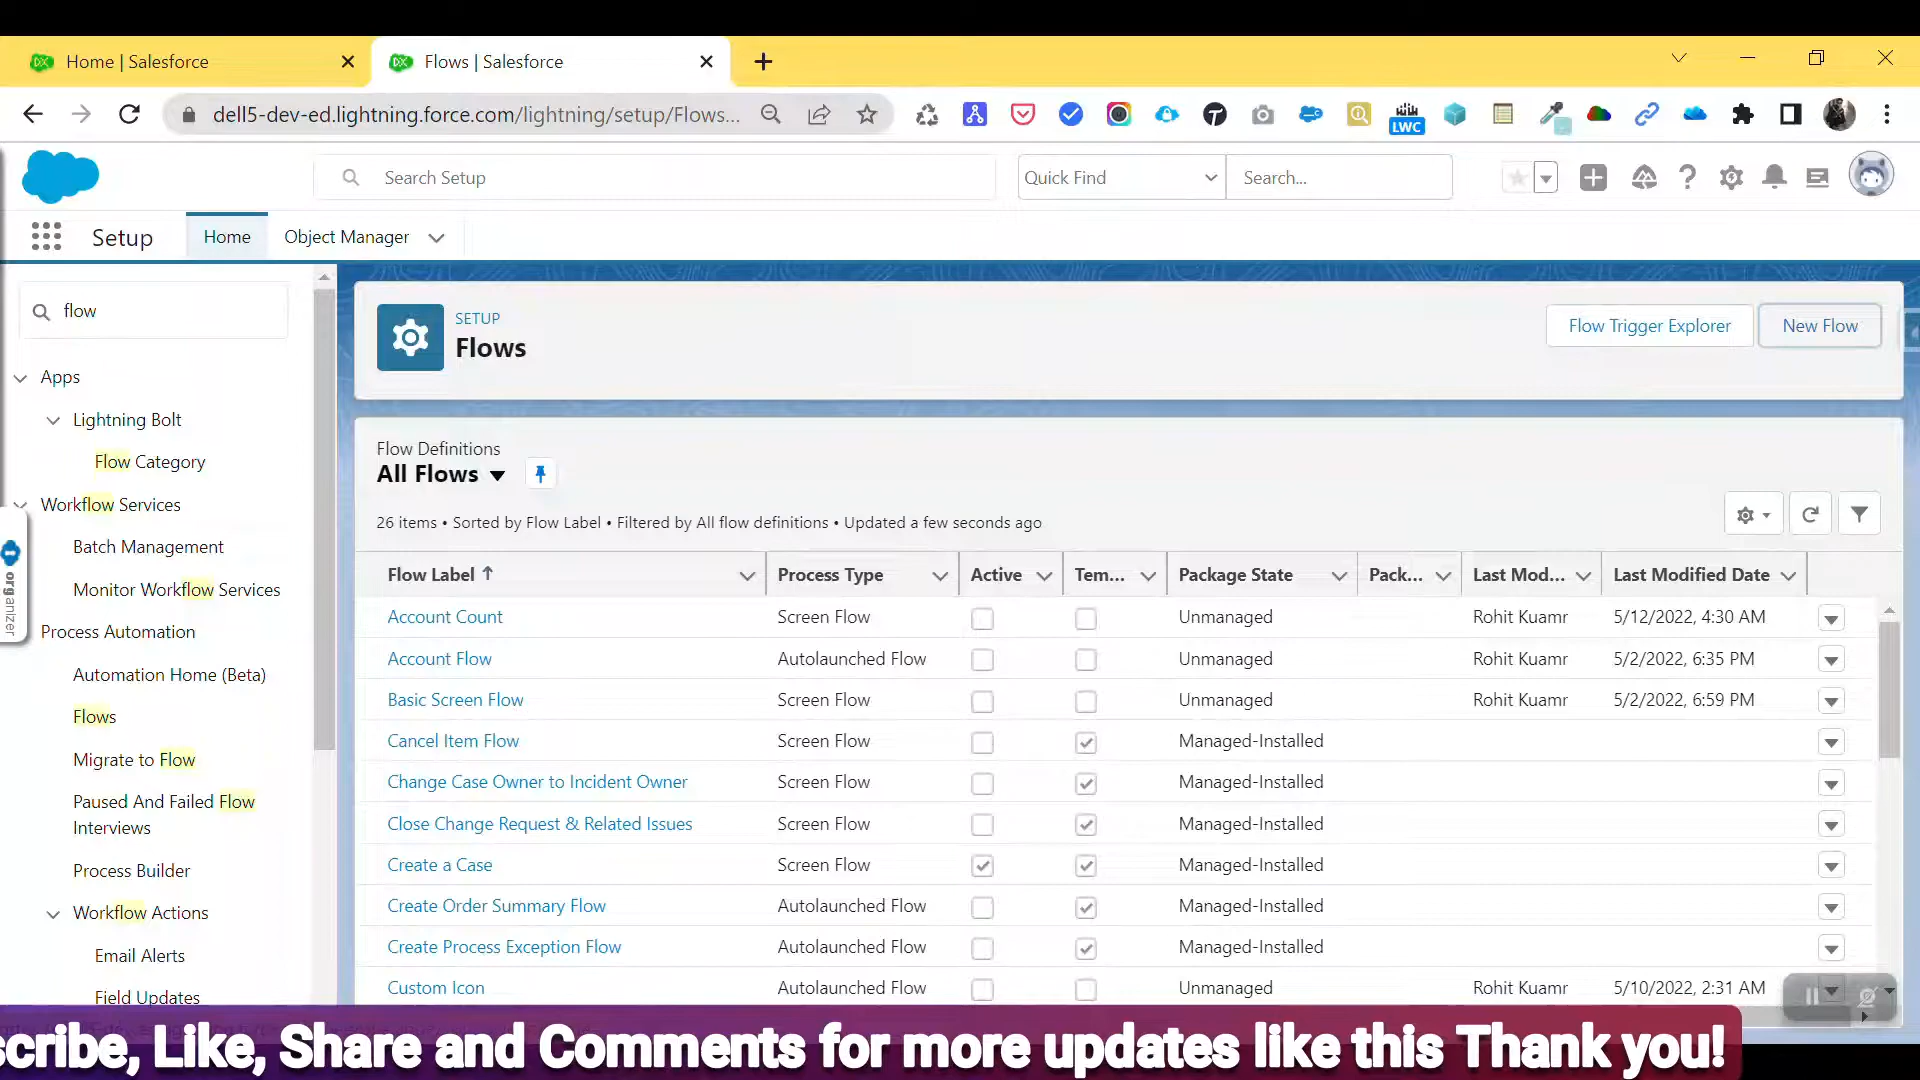 Home | Salesforce
Flows | Salesforce
dell5-dev-ed.lightning.force.com/lightning/setup/Flows...
LWC
Search Setup
Quick Find
Search...
Setup
Home
Object Manager
flow
Apps
Lightning Bolt
Flow Category
Workflow Services
Batch Management
Monitor Workflow Services
Process Automation
Automation Home (Beta)
Flows
Migrate to Flow
Paused And Failed Flow
Interviews
Process Builder
Workflow Actions
Email Alerts
Field Updates
organizer
SETUP
Flows
Flow Trigger Explorer
New Flow
Flow Definitions
All Flows
26 items • Sorted by Flow Label • Filtered by All flow definitions • Updated a few seconds ago
Flow Label Process Type Active Tem... Package State Pack... Last Mod... Last Modified Date
Account Count Screen Flow Unmanaged Rohit Kuamr 5/12/2022, 4:30 AM
Account Flow Autolaunched Flow Unmanaged Rohit Kuamr 5/2/2022, 6:35 PM
Basic Screen Flow Screen Flow Unmanaged Rohit Kuamr 5/2/2022, 6:59 PM
Cancel Item Flow Screen Flow Managed-Installed
Change Case Owner to Incident Owner Screen Flow Managed-Installed
Close Change Request & Related Issues Screen Flow Managed-Installed
Create a Case Screen Flow Managed-Installed
Create Order Summary Flow Autolaunched Flow Managed-Installed
Create Process Exception Flow Autolaunched Flow Managed-Installed
Custom Icon Autolaunched Flow Unmanaged Rohit Kuamr 5/10/2022, 2:31 AM
scribe, Like, Share and Comments for more updates like this Thank you!